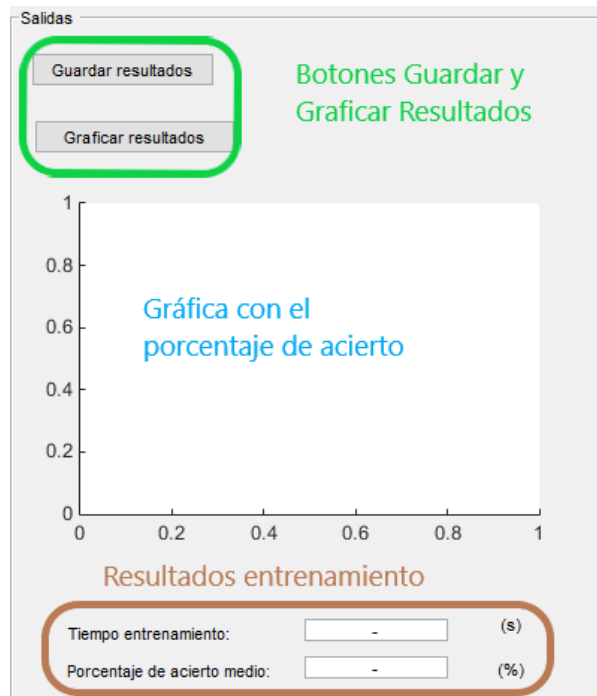 Salidas
Guardar resultados
Botones Guardar y
Graficar Resultados
Graficar resultados
1
0.8
0.6
0.4
0.2
0
Gráfica con el
porcentaje de acierto
0
0.2
0.4
0.6
0.8
1
Resultados entrenamiento
Tiempo entrenamiento: - (s)
Porcentaje de acierto medio: - (%)